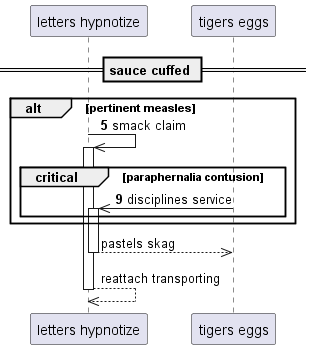 letters hypnotize tigers eggs
sauce cuffed
alt [pertinent measles]
5 smack claim
critical [paraphernalia contusion]
9 disciplines service
pastels skag
reattach transporting
letters hypnotize tigers eggs